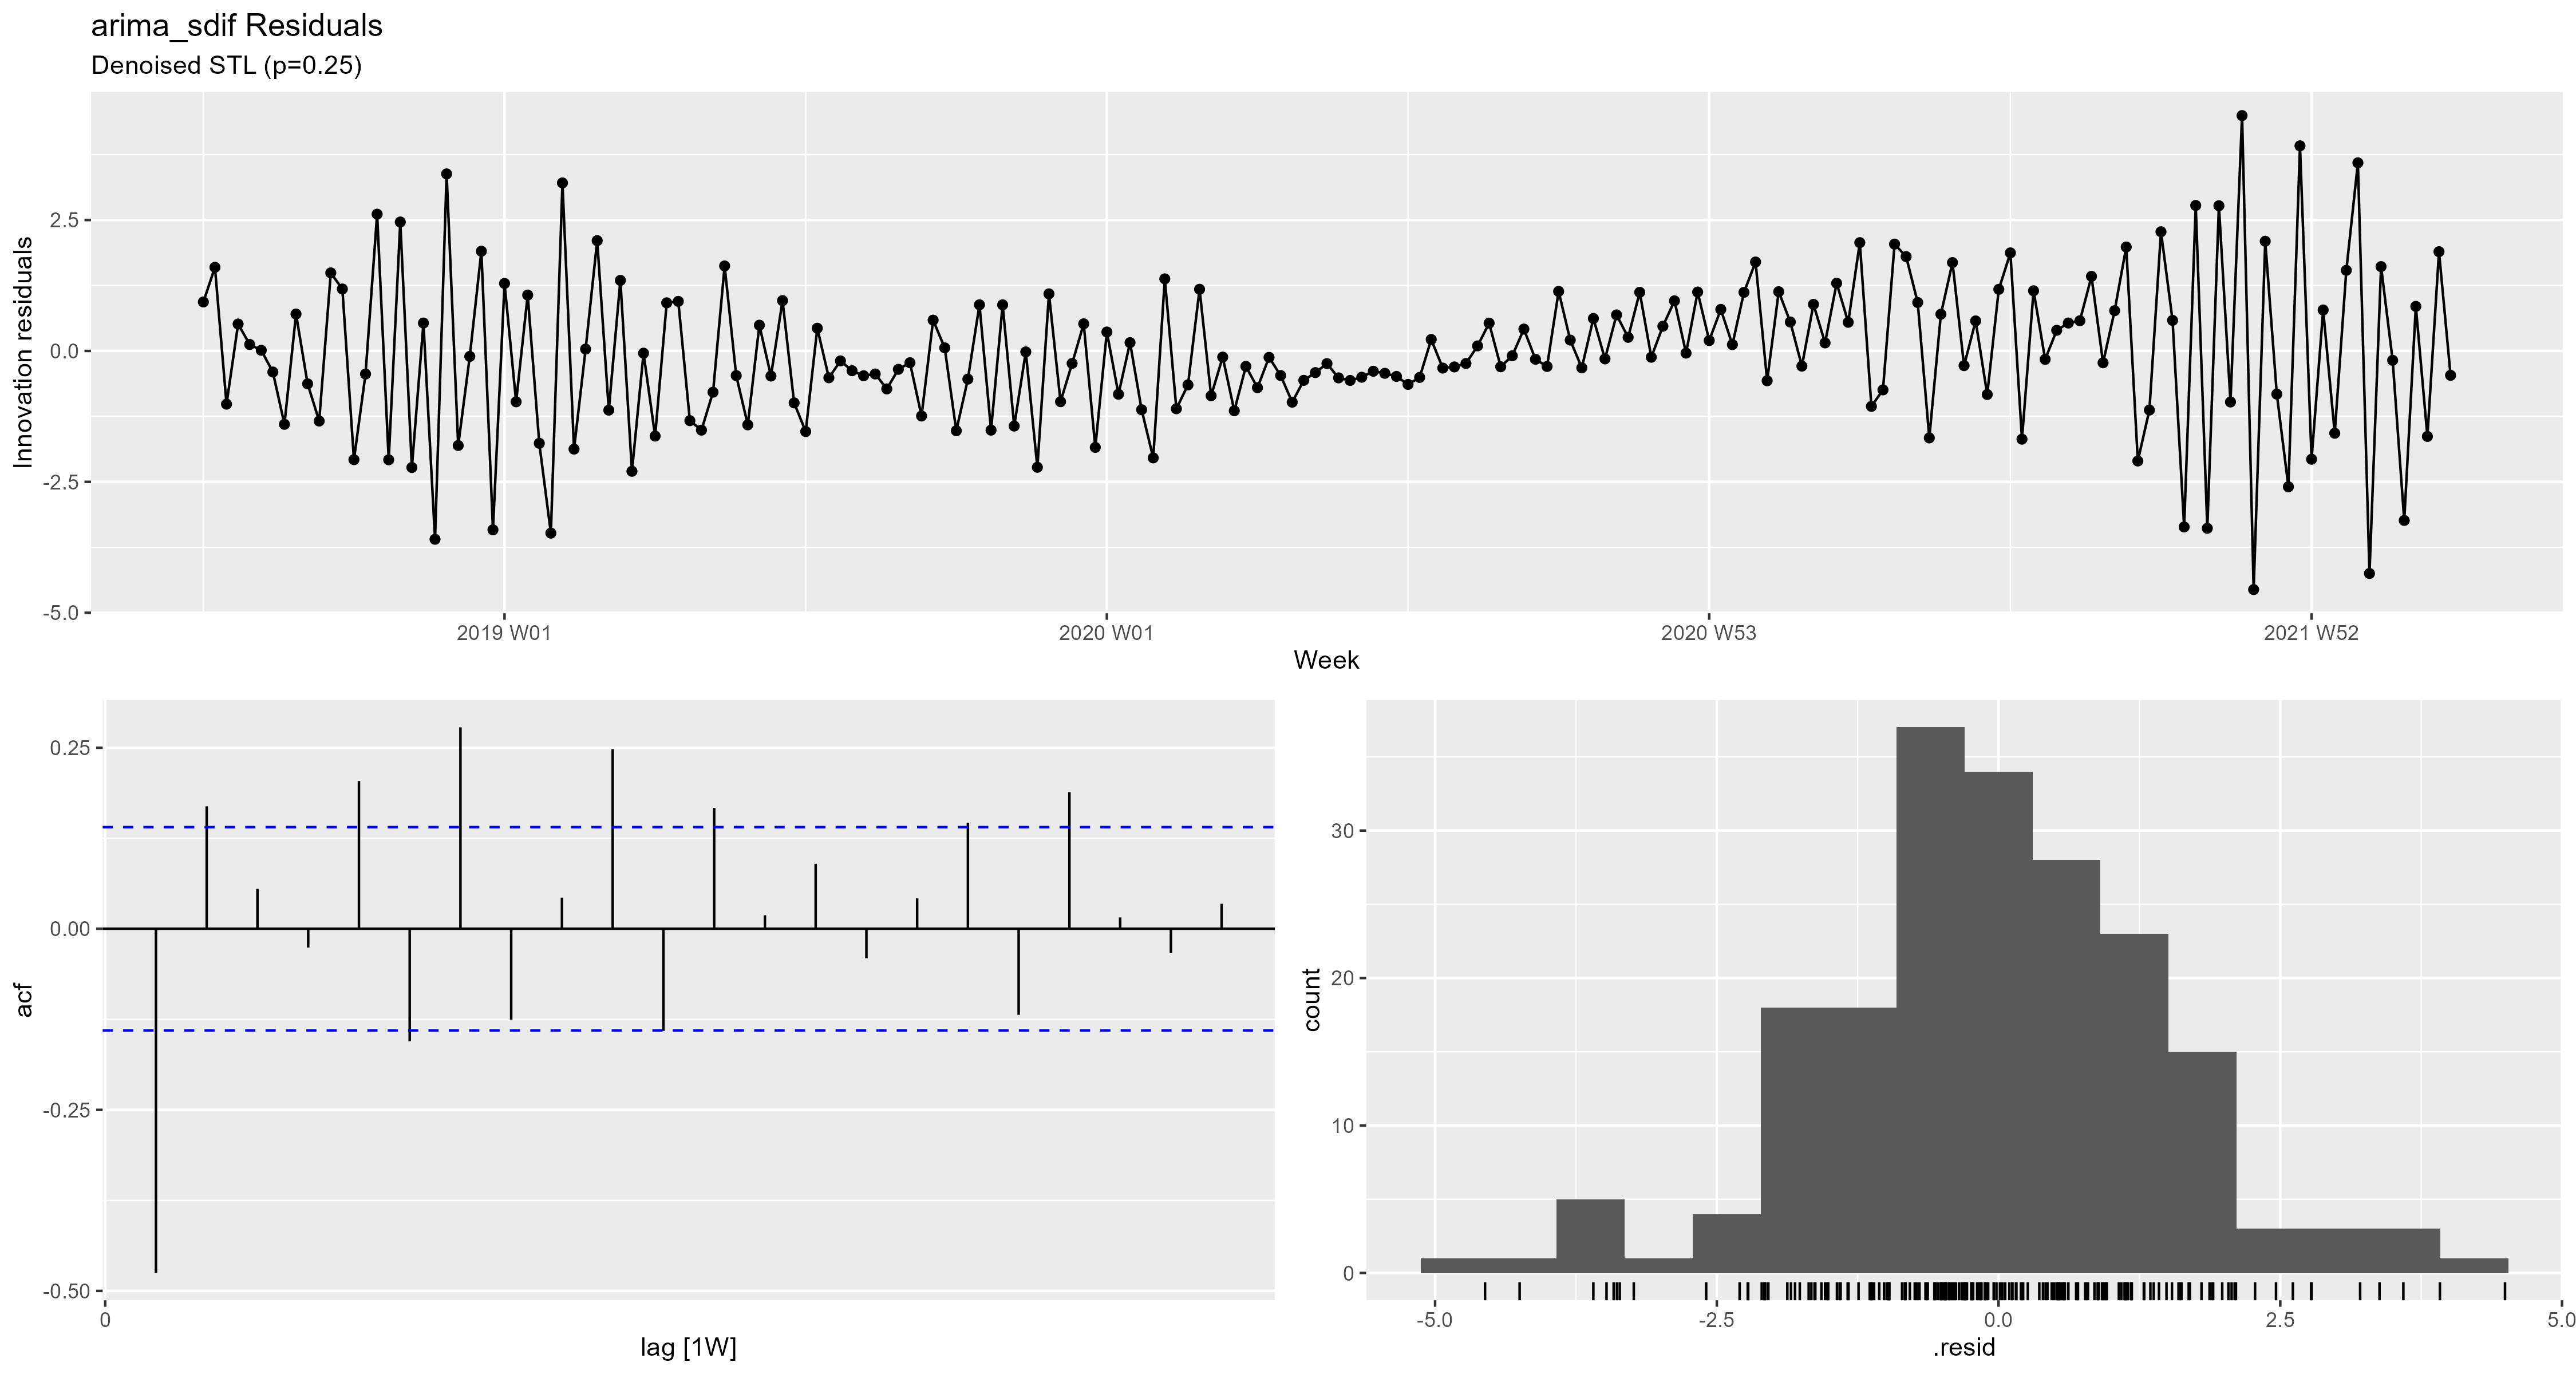 arima_sdif Residuals
Denoised STL (p=0.25)
Innovation residuals
2.5
0.0
-2.5
-5.0
2019 W01
2020 W01
2020 W53
2021 W52
Week
acf
0.25
0.00
-0.25
-0.50
0
lag [1W]
count
30
20
10
0
-5.0
-2.5
0.0
2.5
5.0
.resid